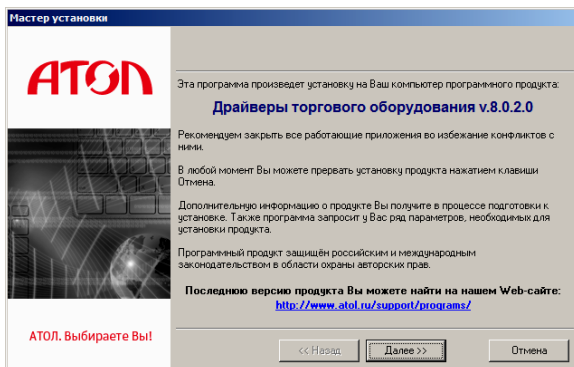 Мастер установки
АТОЛ
Эта программа произведет установку на Ваш компьютер программного продукта:
Драйверы торгового оборудования v.8.0.2.0
Рекомендуем закрыть все работающие приложения во избежание конфликтов с
ними.
В любой момент Вы можете прервать установку продукта нажатием клавиши
Отмена.
Дополнительную информацию о продукте Вы получите в процессе подготовки к
установке. Также программа запросит у Вас ряд параметров, необходимых для
установки продукта.
Программный продукт защищён российским и международным
законодательством в области охраны авторских прав.
Последнюю версию продукта Вы можете найти на нашем Web-сайте:
http://www.atol.ru/support/programs/
АТОЛ. Выбираете Вы!
<< Назад
Далее >>
Отмена